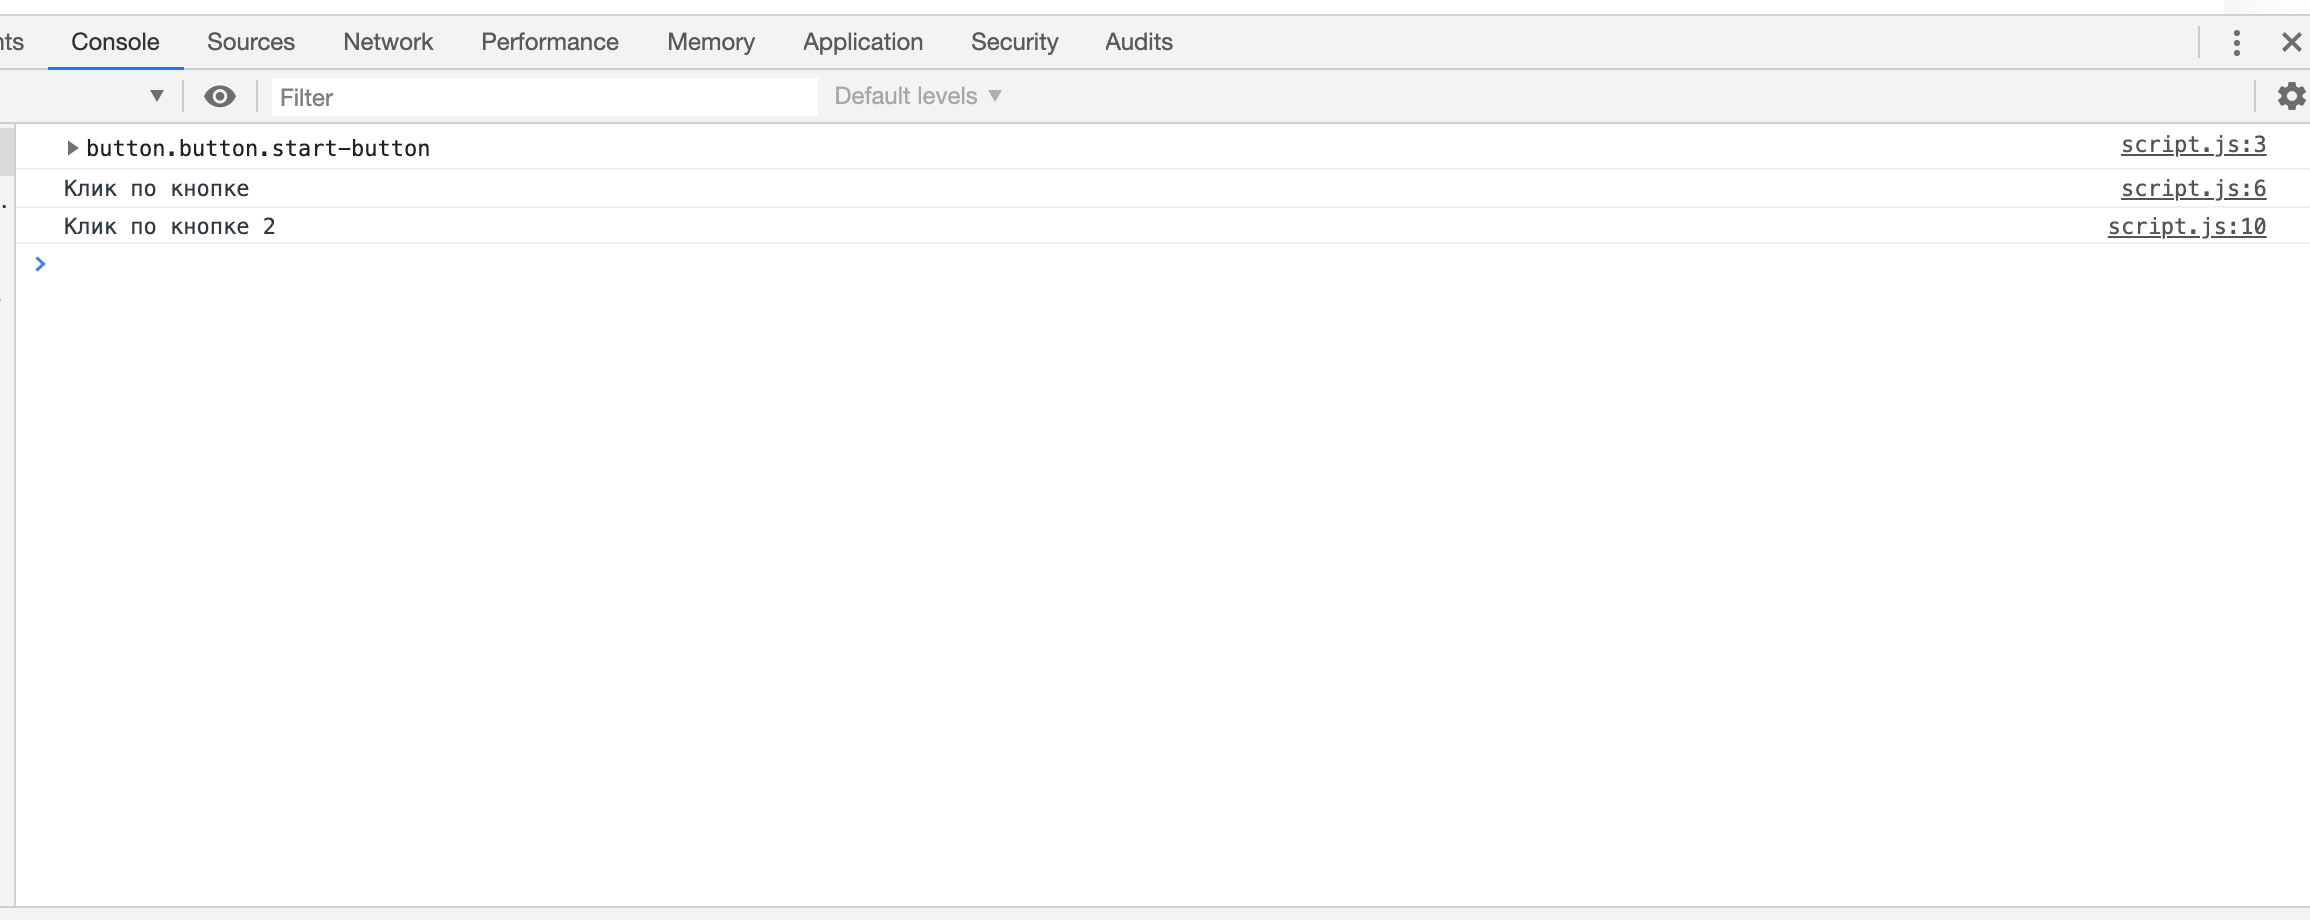 nts Console Sources Network Performance Memory Application Security Audits
Filter Default levels
button.button.start-button script.js:3
Клик по кнопке script.js:6
Клик по кнопке 2 script.js:10